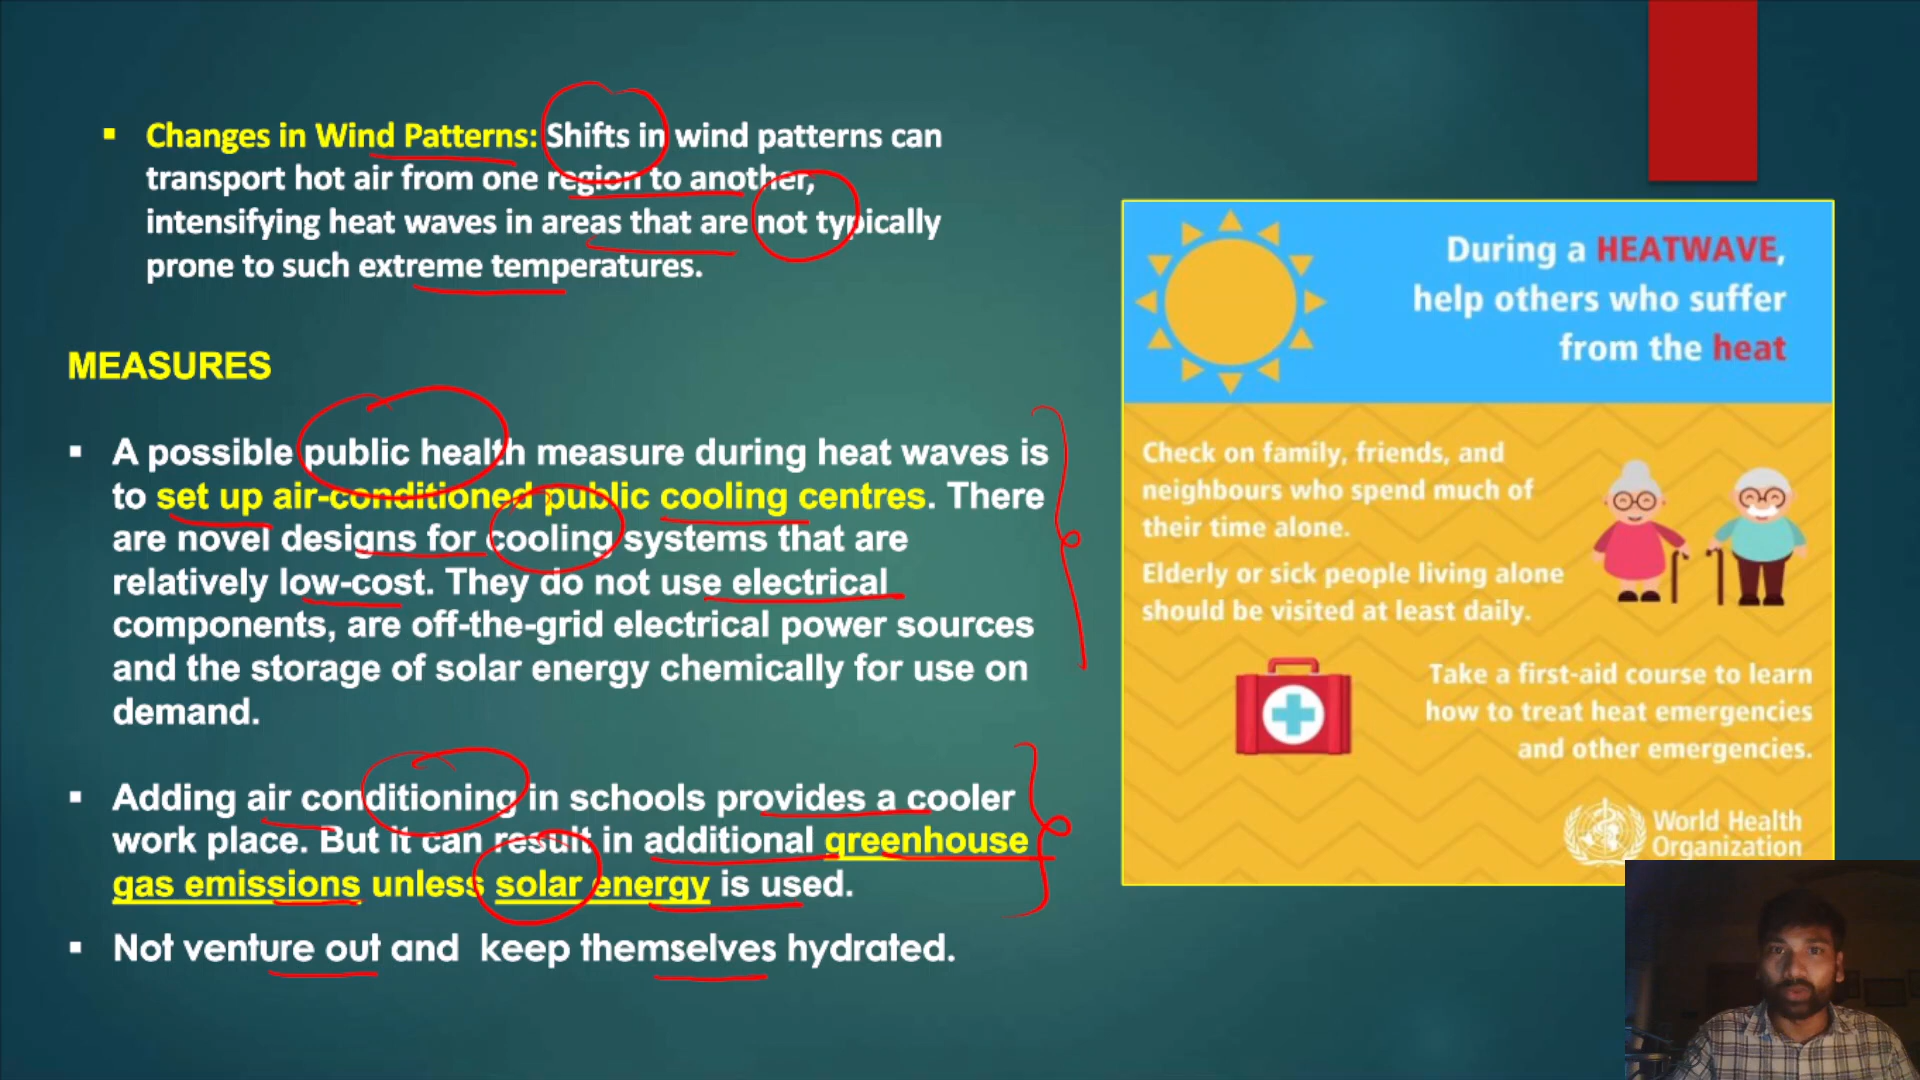 Changes in Wind Patterns: Shifts in wind patterns can
transport hot air from one region to another,
intensifying heat waves in areas that are not typically
prone to such extreme temperatures.
MEASURES
A possible public health measure during heat waves is
to set up air-conditioned public cooling centres. There
are novel designs for cooling systems that are
relatively low-cost. They do not use electrical
components, are off-the-grid electrical power sources
and the storage of solar energy chemically for use on
demand.
Adding air conditioning in schools provides a cooler
work place. But it can result in additional greenhouse
gas emissions unless solar energy is used.
Not venture out and keep themselves hydrated.
During a HEATWAVE,
help others who suffer
from the heat
Check on family, friends, and
neighbours who spend much of
their time alone.
Elderly or sick people living alone
should be visited at least daily.
Take a first-aid course to learn
how to treat heat emergencies
and other emergencies.
World Health
Organization